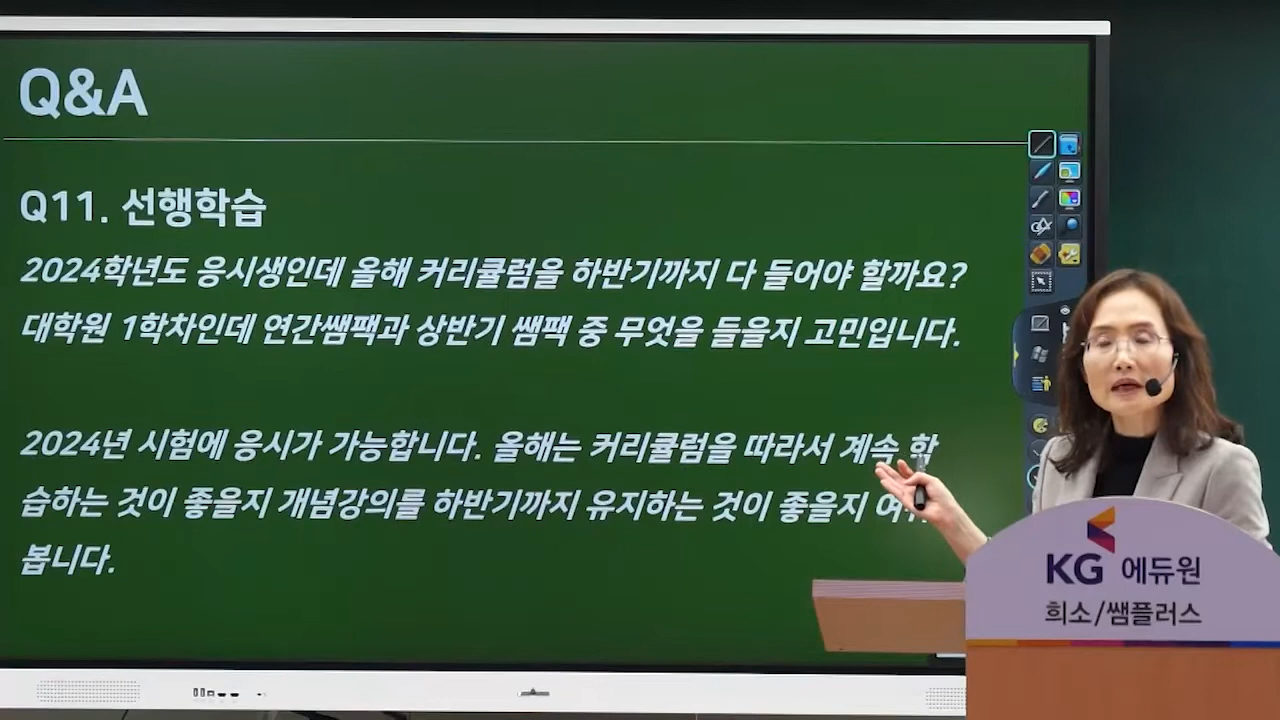 Q&A
Q11. 선행학습
2024학년도 응시생인데 올해 커리큘럼을 하반기까지 다 들어야 할까요?
대학원 1학차인데 연간쌤팩과 상반기 쌤팩 중 무엇을 들을지 고민입니다.
2024년 시험에 응시가 가능합니다. 올해는 커리큘럼을 따라서 계속 학
습하는 것이 좋을지 개념강의를 하반기까지 유지하는 것이 좋을지
봅니다.
KG 에듀원
희소/쌤플러스